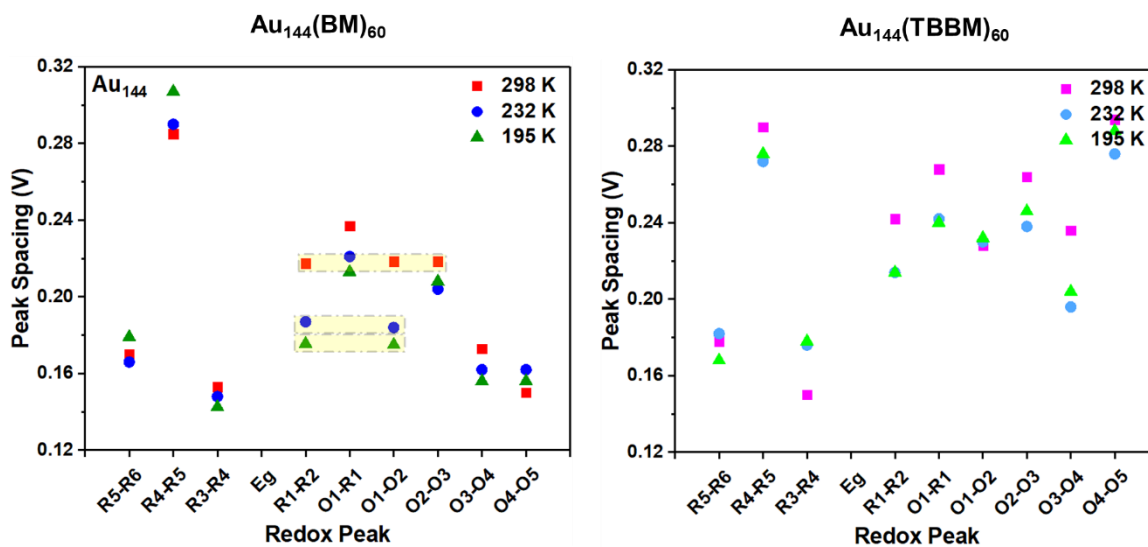 Au₁₄₄(BM)₆₀
Au₁₄₄
298 K
232 K
195 K
0.32
0.28
0.24
0.20
0.16
0.12
Peak Spacing (V)
R5-R6
R4-R5
R3-R4
Eg
R1-R2
O1-R1
O1-O2
O2-O3
O3-O4
O4-O5
Redox Peak
Au₁₄₄(TBBM)₆₀
298 K
232 K
195 K
0.32
0.28
0.24
0.20
0.16
0.12
Peak Spacing (V)
R5-R6
R4-R5
R3-R4
Eg
R1-R2
O1-R1
O1-O2
O2-O3
O3-O4
O4-O5
Redox Peak